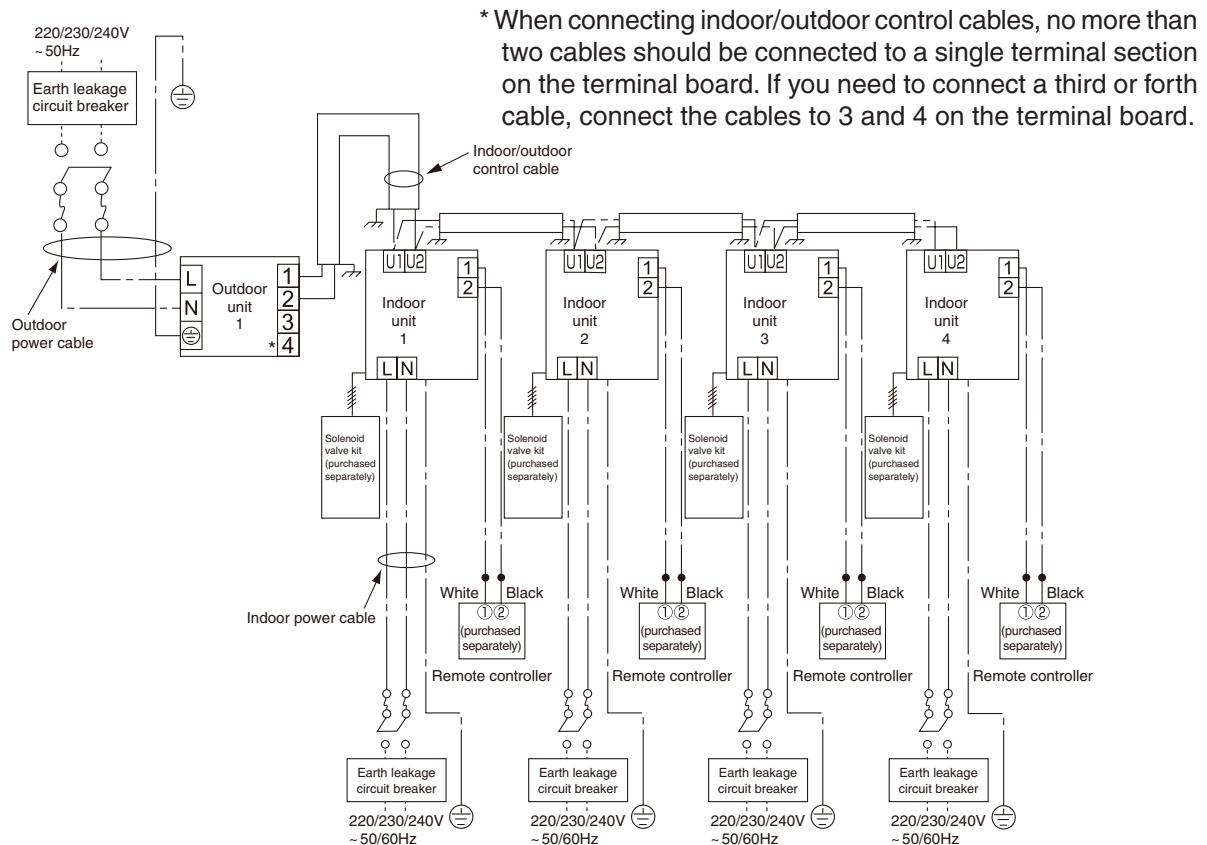 * When connecting indoor/outdoor control cables, no more than
two cables should be connected to a single terminal section
on the terminal board. If you need to connect a third or forth
cable, connect the cables to 3 and 4 on the terminal board.
220/230/240V
~50Hz
Earth leakage
circuit breaker
Indoor/outdoor
control cable
Outdoor
power cable
L
N
Outdoor
unit
1
1
2
3
* 4
U1 U2
1
2
Indoor
unit
1
L N
U1 U2
1
2
Indoor
unit
2
L N
U1 U2
1
2
Indoor
unit
3
L N
U1 U2
1
2
Indoor
unit
4
L N
Solenoid
valve kit
(purchased
separately)
Solenoid
valve kit
(purchased
separately)
Solenoid
valve kit
(purchased
separately)
Solenoid
valve kit
(purchased
separately)
Indoor power cable
White Black
① ②
(purchased
separately)
Remote controller
White Black
① ②
(purchased
separately)
Remote controller
White Black
① ②
(purchased
separately)
Remote controller
White Black
① ②
(purchased
separately)
Remote controller
Earth leakage
circuit breaker
220/230/240V
~50/60Hz
Earth leakage
circuit breaker
220/230/240V
~50/60Hz
Earth leakage
circuit breaker
220/230/240V
~50/60Hz
Earth leakage
circuit breaker
220/230/240V
~50/60Hz